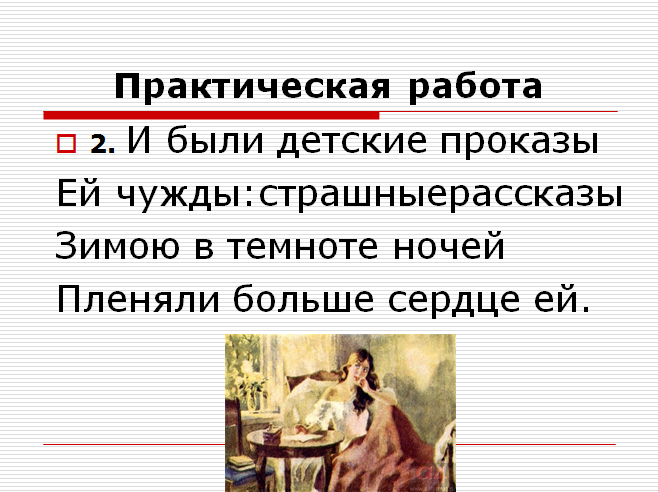 Практическая работа
2. И были детские проказы
Ей чужды:страшныерассказы
Зимою в темноте ночей
Пленяли больше сердце ей.